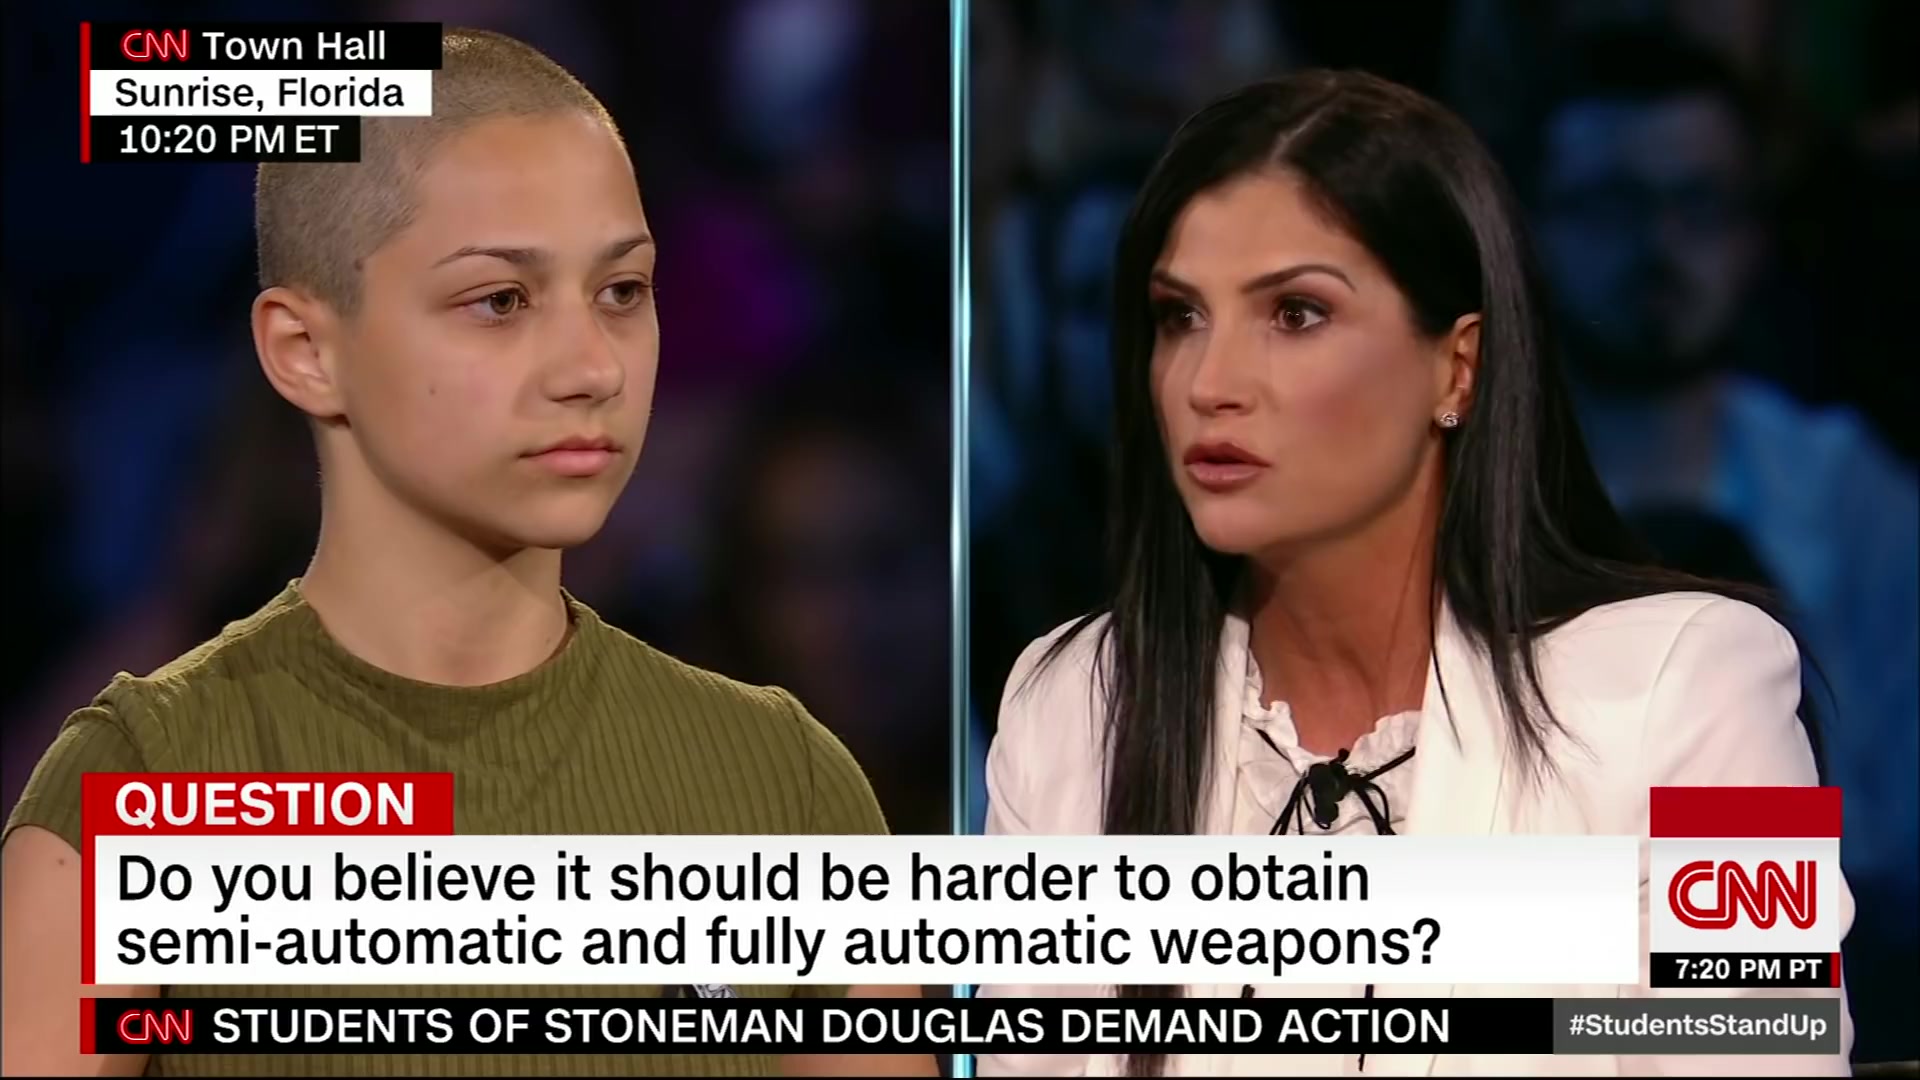 CNN Town Hall
Sunrise, Florida
10:20 PM ET
QUESTION
Do you believe it should be harder to obtain
semi-automatic and fully automatic weapons?
CNN
7:20 PM PT
CNN STUDENTS OF STONEMAN DOUGLAS DEMAND ACTION
#StudentsStandUp